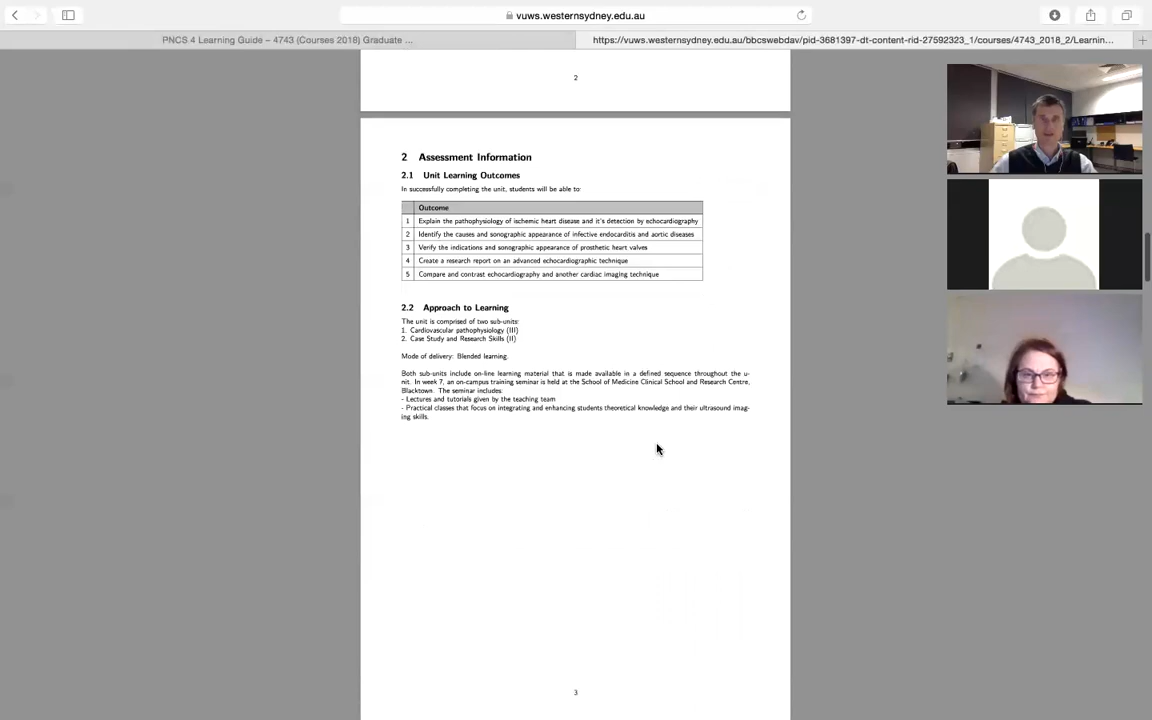 vuws.westernsydney.edu.au
PNCS 4 Learning Guide – 4743 (Courses 2018) Graduate ...
https://vuws.westernsydney.edu.au/bbcswebdav/pid-3681397-dt-content-rid-27592323_1/courses/4743_2018_2/Learnin...
2
2 Assessment Information
2.1 Unit Learning Outcomes
In successfully completing the unit, students will be able to:
Outcome
1 Explain the pathophysiology of ischemic heart disease and it's detection by echocardiography
2 Identify the causes and sonographic appearance of infective endocarditis and aortic diseases
3 Verify the indications and sonographic appearance of prosthetic heart valves
4 Create a research report on an advanced echocardiographic technique
5 Compare and contrast echocardiography and another cardiac imaging technique
2.2 Approach to Learning
The unit is comprised of two sub-units:
1. Cardiovascular pathophysiology (III)
2. Case Study and Research Skills (II)
Mode of delivery: Blended learning.
Both sub-units include on-line learning material that is made available in a defined sequence throughout the u-
nit. In week 7, an on-campus training seminar is held at the School of Medicine Clinical School and Research Centre,
Blacktown. The seminar includes:
- Lectures and tutorials given by the teaching team
- Practical classes that focus on integrating and enhancing students theoretical knowledge and their ultrasound imag-
ing skills.
3